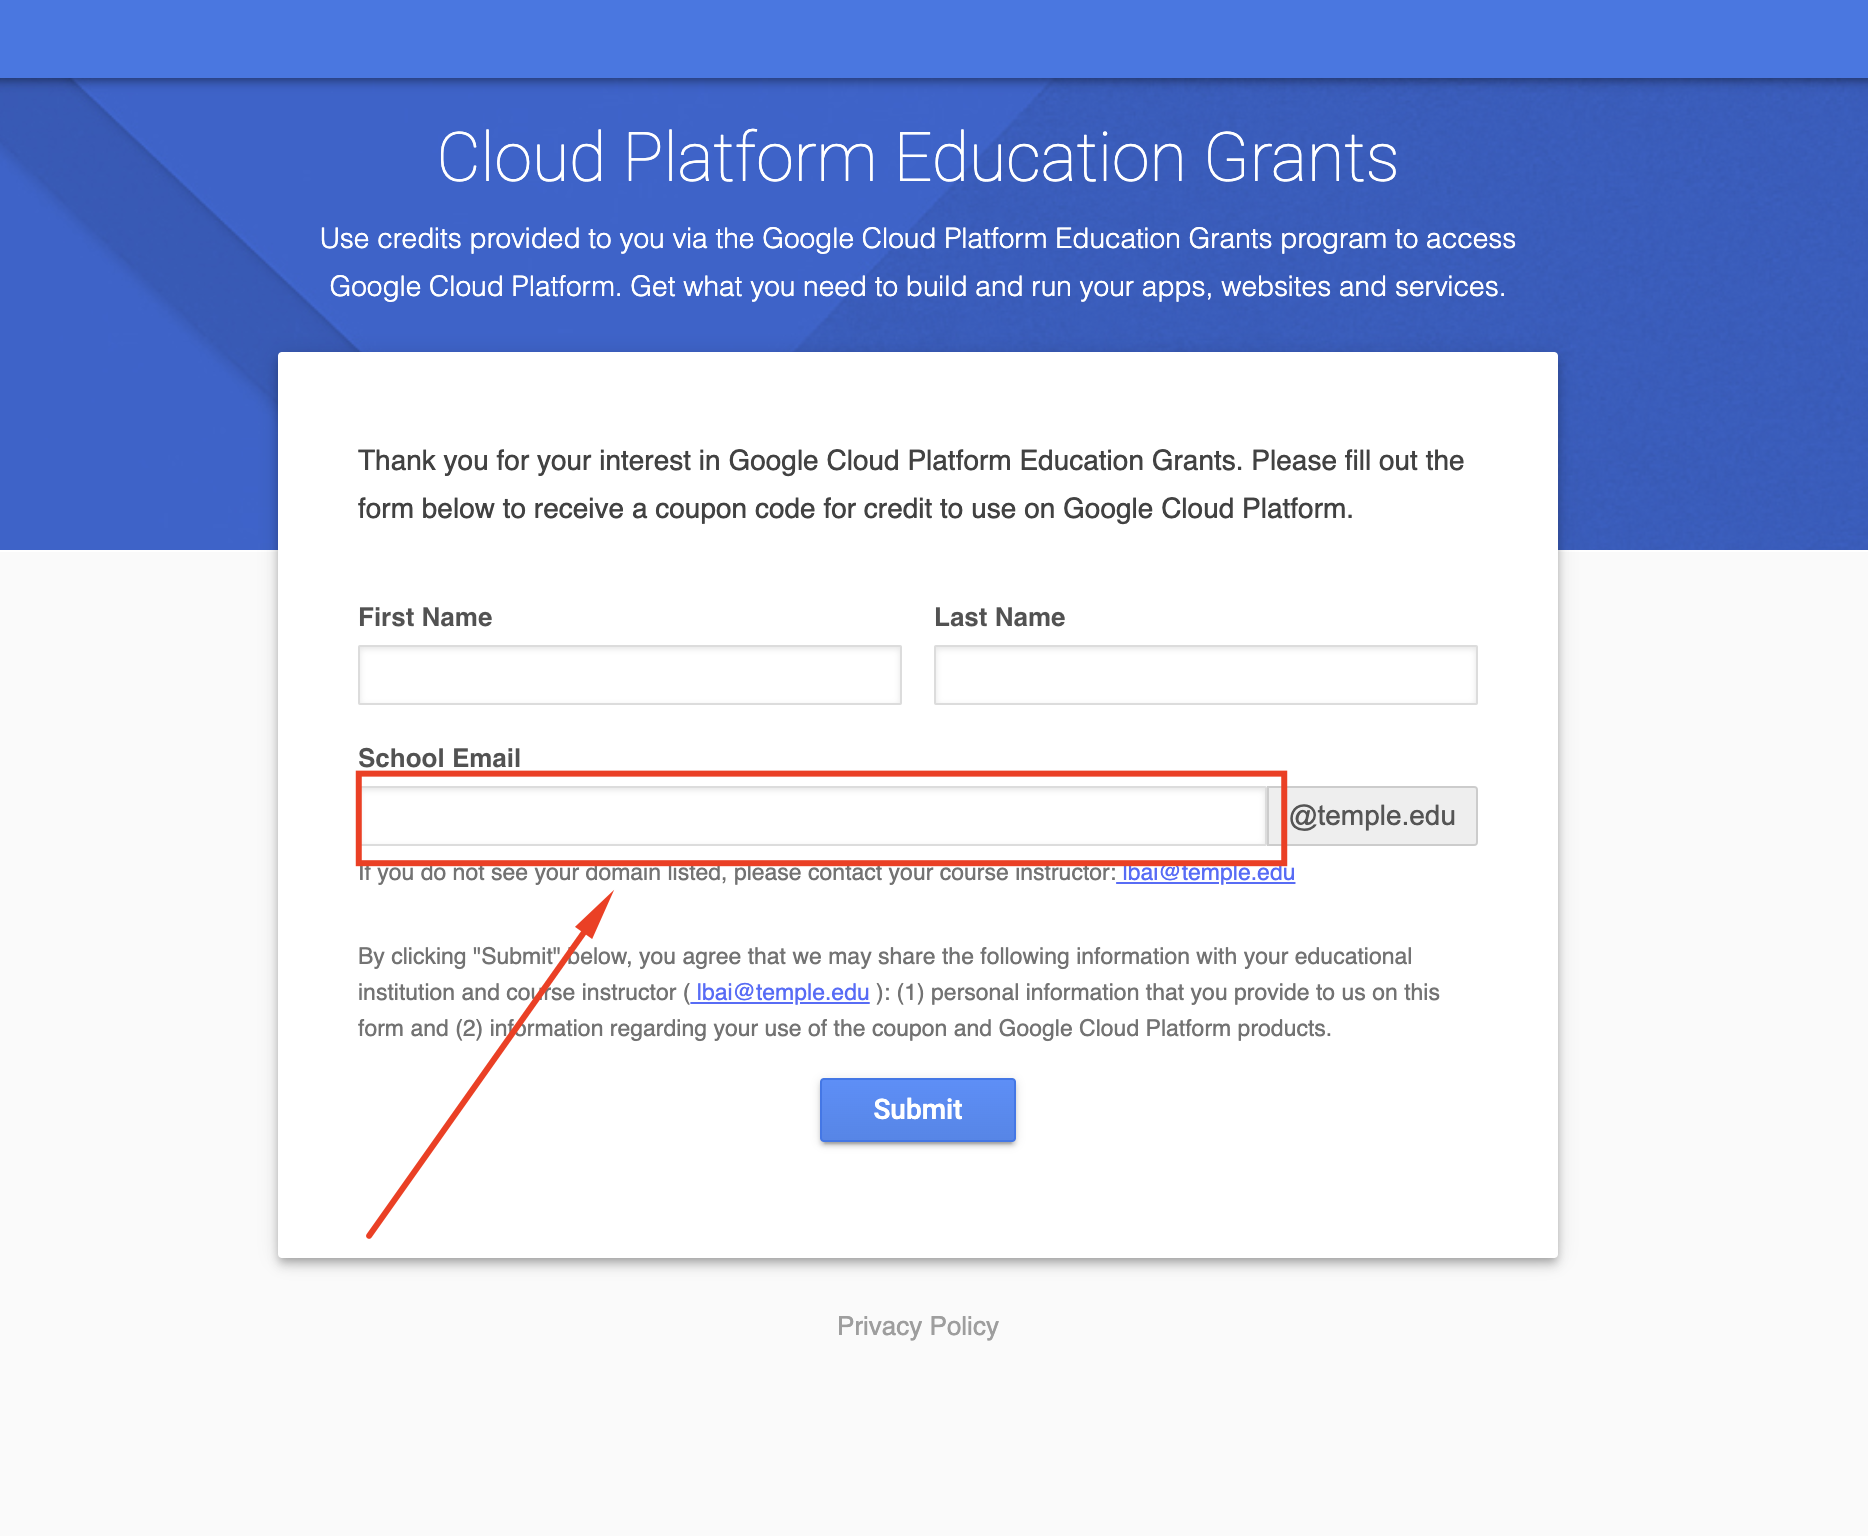 Cloud Platform Education Grants
Use credits provided to you via the Google Cloud Platform Education Grants program to access
Google Cloud Platform. Get what you need to build and run your apps, websites and services.
Thank you for your interest in Google Cloud Platform Education Grants. Please fill out the
form below to receive a coupon code for credit to use on Google Cloud Platform.
First Name
Last Name
School Email
@temple.edu
If you do not see your domain listed, please contact your course instructor: lbai@temple.edu
By clicking "Submit" below, you agree that we may share the following information with your educational
institution and course instructor ( lbai@temple.edu ): (1) personal information that you provide to us on this
form and (2) information regarding your use of the coupon and Google Cloud Platform products.
Submit
Privacy Policy